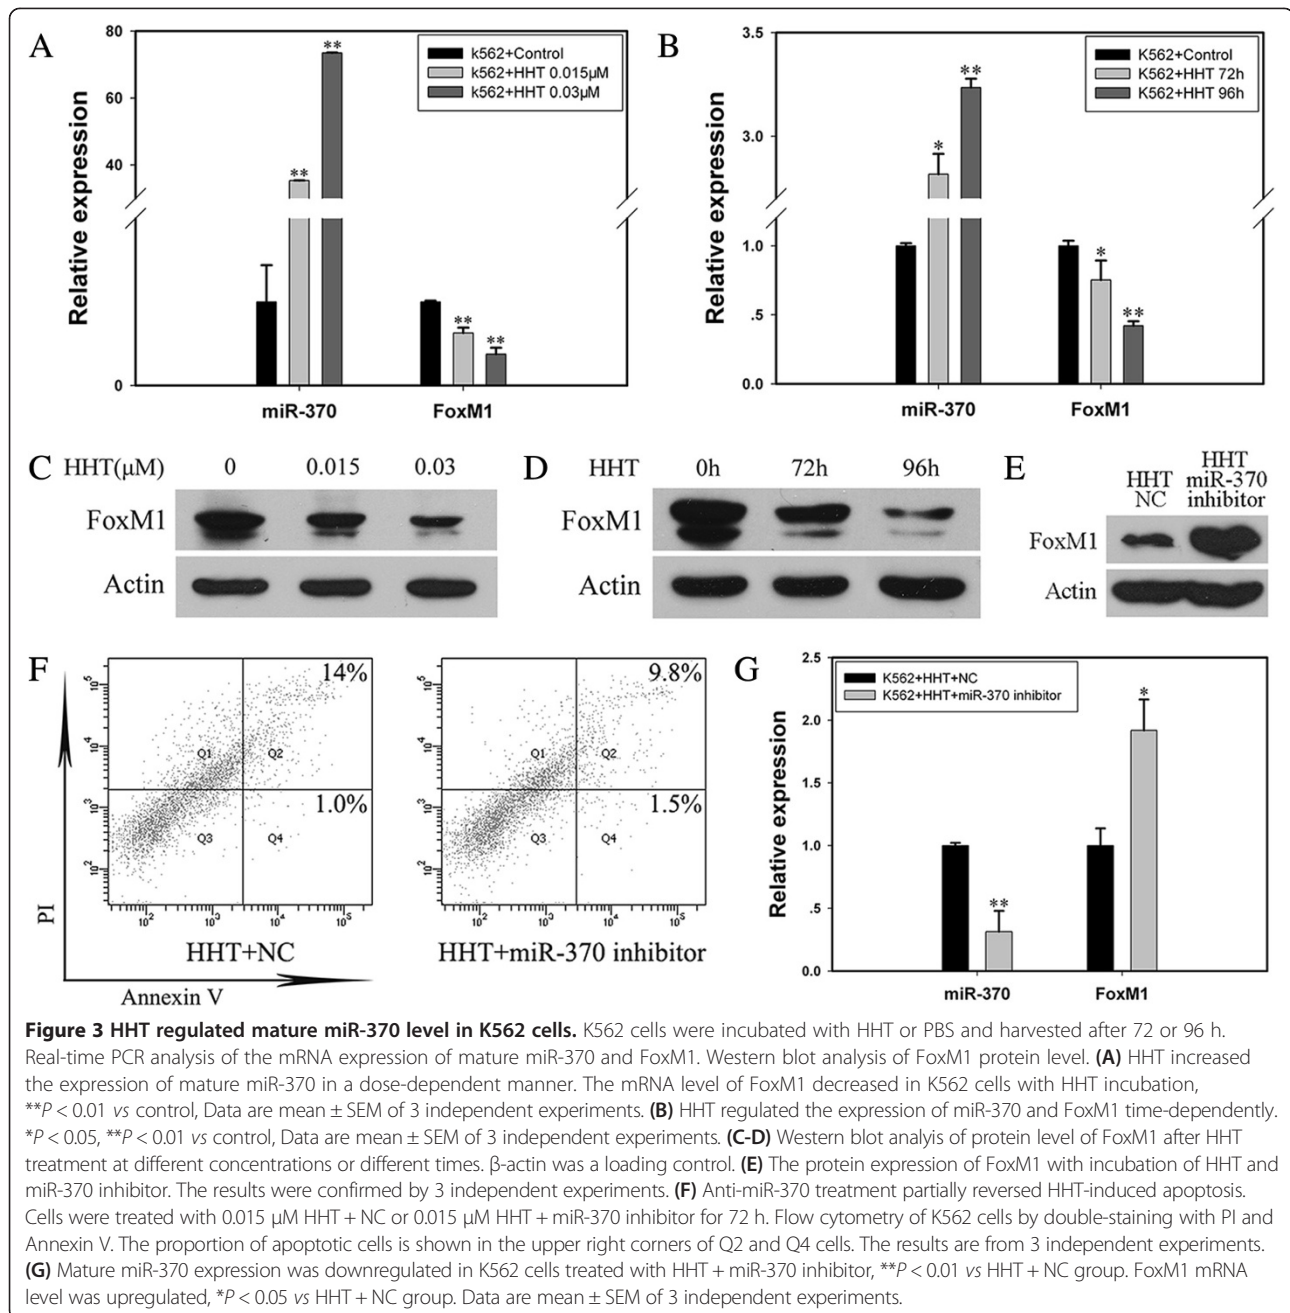 A
80
60
40
0
Relative expression
k562+Control
k562+HHT 0.015μM
k562+HHT 0.03μM
**
**
**
**
miR-370
FoxM1
B
3.5
3.0
1.0
.5
0.0
Relative expression
K562+Control
K562+HHT 72h
K562+HHT 96h
*
**
*
**
miR-370
FoxM1
C
HHT(μM) 0 0.015 0.03
FoxM1
Actin
D
HHT 0h 72h 96h
FoxM1
Actin
E
HHT
NC
HHT
miR-370
inhibitor
FoxM1
Actin
F
PI
Annexin V
14%
1.0%
Q1 Q2
Q3 Q4
10⁵
10⁴
10³
10²
10² 10³ 10⁴ 10⁵
HHT+NC
9.8%
1.5%
Q1 Q2
Q3 Q4
10⁵
10⁴
10³
10²
10² 10³ 10⁴ 10⁵
HHT+miR-370 inhibitor
G
2.5
2.0
1.5
1.0
.5
0.0
Relative expression
K562+HHT+NC
K562+HHT+miR-370 inhibitor
**
*
miR-370
FoxM1
Figure 3 HHT regulated mature miR-370 level in K562 cells. K562 cells were incubated with HHT or PBS and harvested after 72 or 96 h.
Real-time PCR analysis of the mRNA expression of mature miR-370 and FoxM1. Western blot analysis of FoxM1 protein level. (A) HHT increased
the expression of mature miR-370 in a dose-dependent manner. The mRNA level of FoxM1 decreased in K562 cells with HHT incubation,
**P < 0.01 vs control, Data are mean ± SEM of 3 independent experiments. (B) HHT regulated the expression of miR-370 and FoxM1 time-dependently.
*P < 0.05, **P < 0.01 vs control, Data are mean ± SEM of 3 independent experiments. (C-D) Western blot analyis of protein level of FoxM1 after HHT
treatment at different concentrations or different times. β-actin was a loading control. (E) The protein expression of FoxM1 with incubation of HHT and
miR-370 inhibitor. The results were confirmed by 3 independent experiments. (F) Anti-miR-370 treatment partially reversed HHT-induced apoptosis.
Cells were treated with 0.015 μM HHT + NC or 0.015 μM HHT + miR-370 inhibitor for 72 h. Flow cytometry of K562 cells by double-staining with PI and
Annexin V. The proportion of apoptotic cells is shown in the upper right corners of Q2 and Q4 cells. The results are from 3 independent experiments.
(G) Mature miR-370 expression was downregulated in K562 cells treated with HHT + miR-370 inhibitor, **P < 0.01 vs HHT + NC group. FoxM1 mRNA
level was upregulated, *P < 0.05 vs HHT + NC group. Data are mean ± SEM of 3 independent experiments.